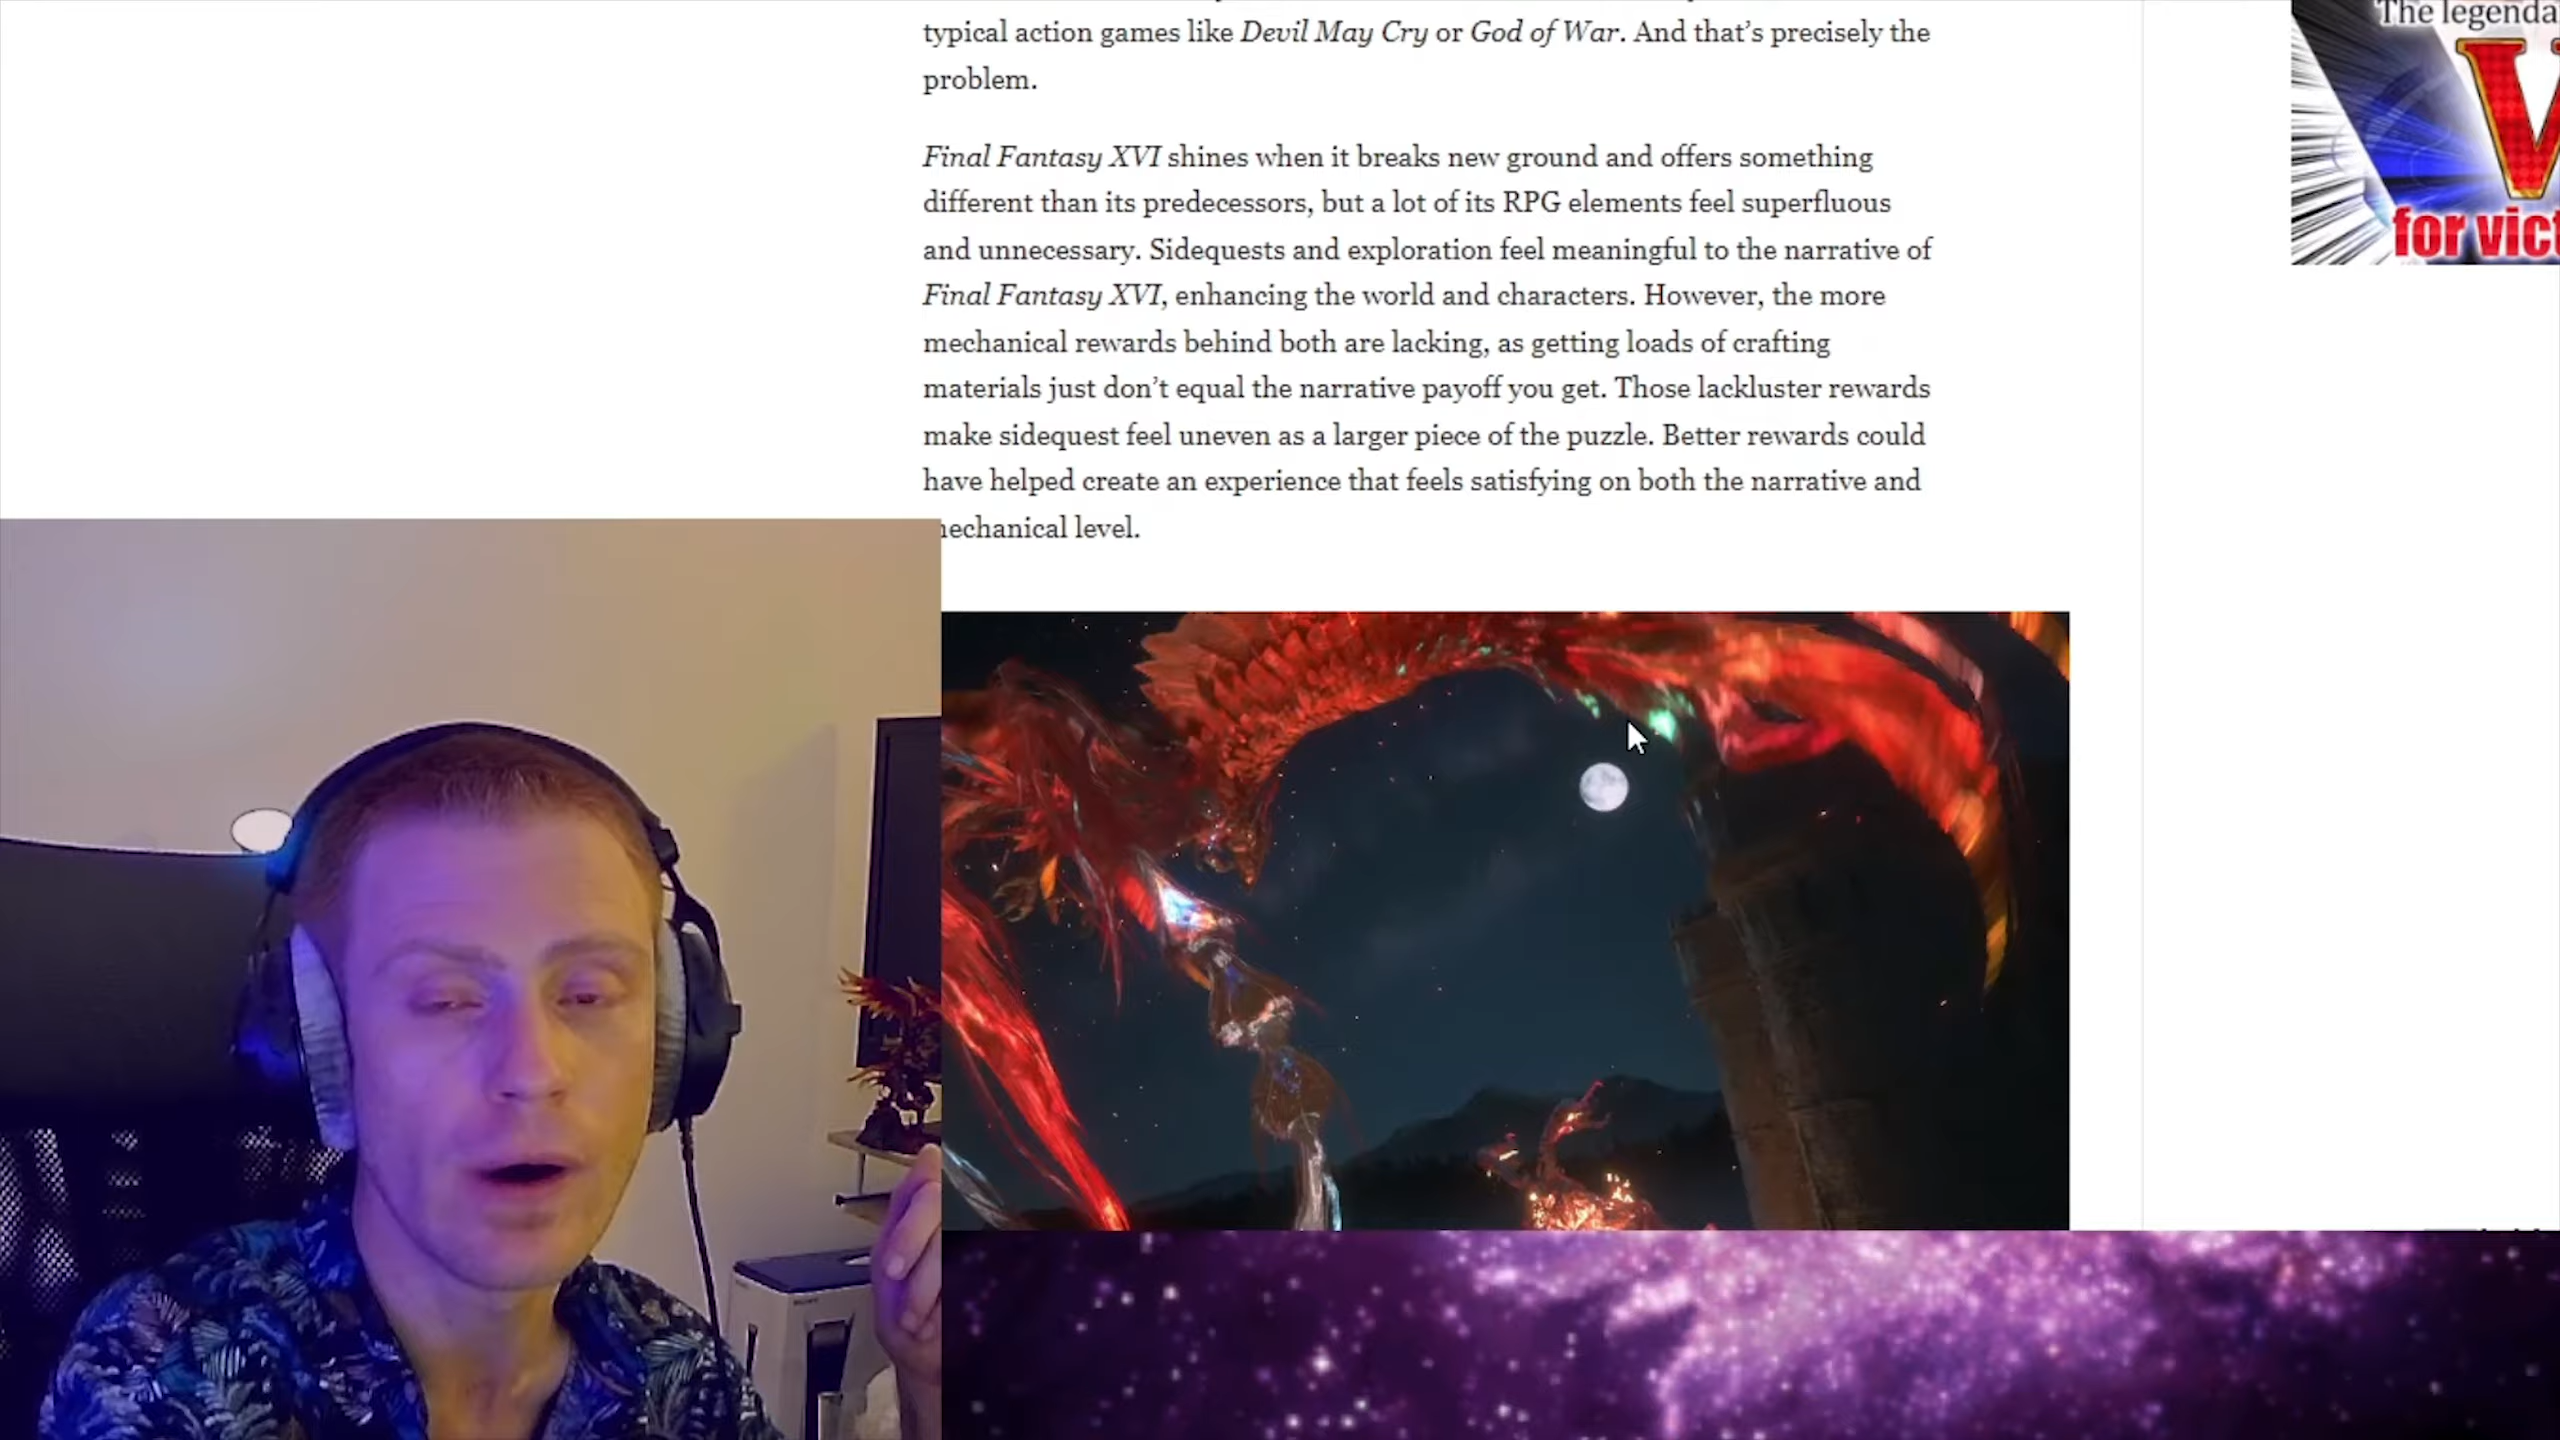 typical action games like Devil May Cry or God of War. And that’s precisely the
problem.
Final Fantasy XVI shines when it breaks new ground and offers something
different than its predecessors, but a lot of its RPG elements feel superfluous
and unnecessary. Sidequests and exploration feel meaningful to the narrative of
Final Fantasy XVI, enhancing the world and characters. However, the more
mechanical rewards behind both are lacking, as getting loads of crafting
materials just don’t equal the narrative payoff you get. Those lackluster rewards
make sidequest feel uneven as a larger piece of the puzzle. Better rewards could
have helped create an experience that feels satisfying on both the narrative and
mechanical level.
The legenda
V
for vict